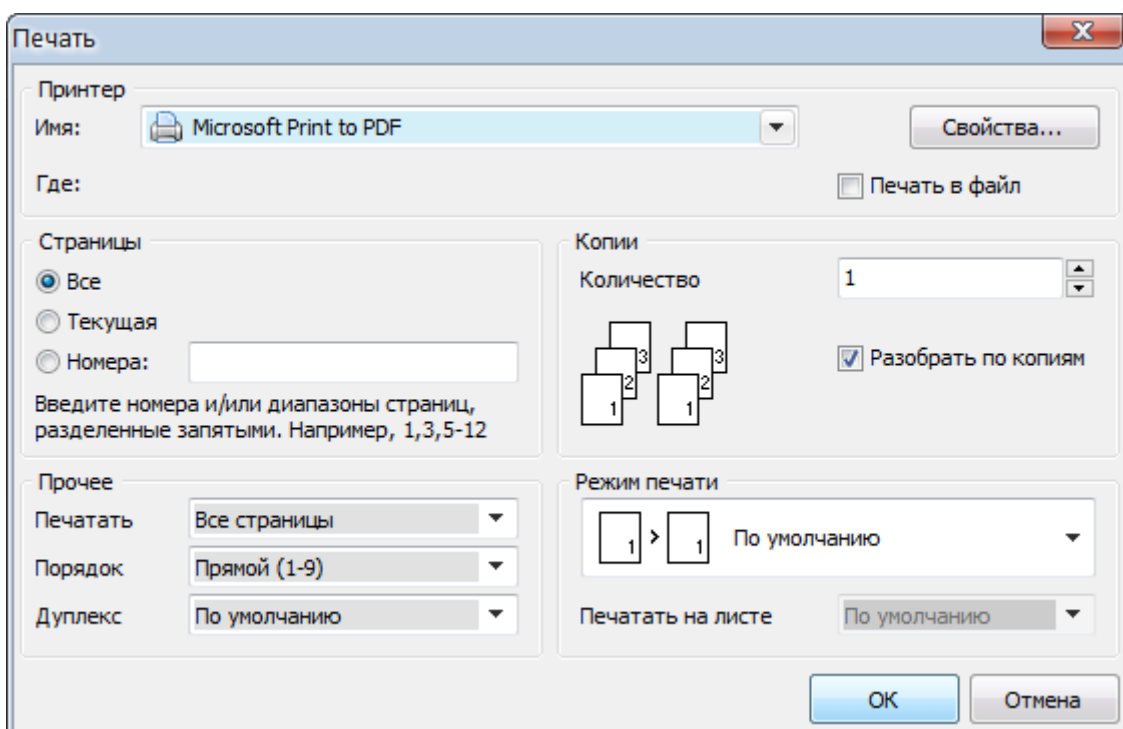 Печать
Принтер
Имя: Microsoft Print to PDF Свойства...
Где: Печать в файл
Страницы
Все
Текущая
Номера:
Введите номера и/или диапазоны страниц,
разделенные запятыми. Например, 1,3,5-12
Копии
Количество 1
3 3
2 2
1 1
Разобрать по копиям
Прочее
Печатать Все страницы
Порядок Прямой (1-9)
Дуплекс По умолчанию
Режим печати
1 > 1 По умолчанию
Печатать на листе По умолчанию
ОК Отмена